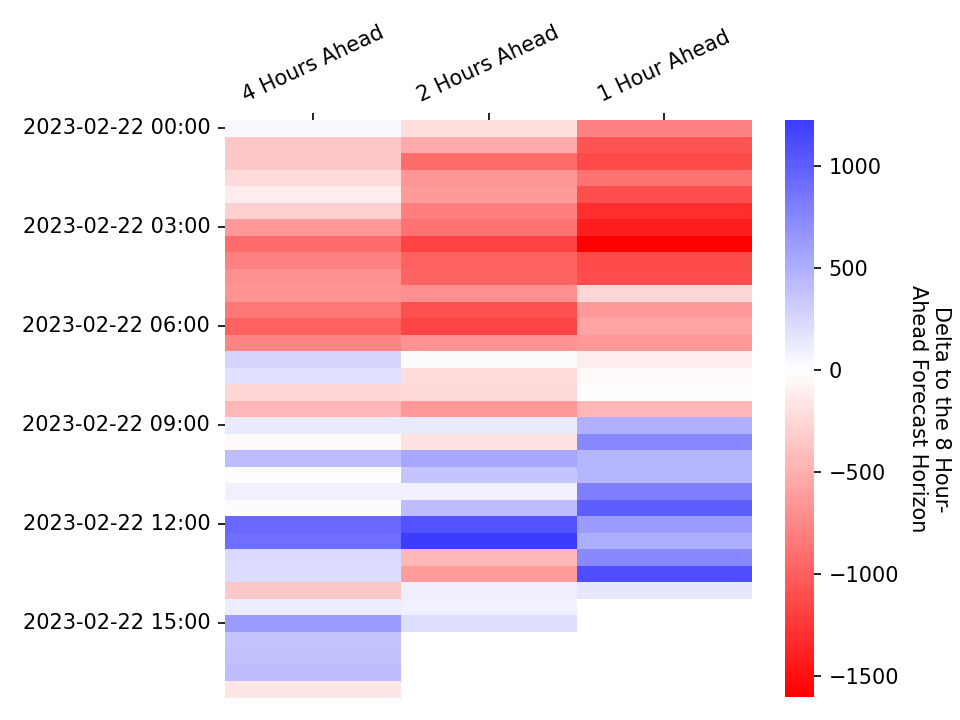 4 Hours Ahead
2 Hours Ahead
1 Hour Ahead
2023-02-22 00:00
2023-02-22 03:00
2023-02-22 06:00
2023-02-22 09:00
2023-02-22 12:00
2023-02-22 15:00
1000
500
0
−500
−1000
−1500
Delta to the 8 Hour-
Ahead Forecast Horizon